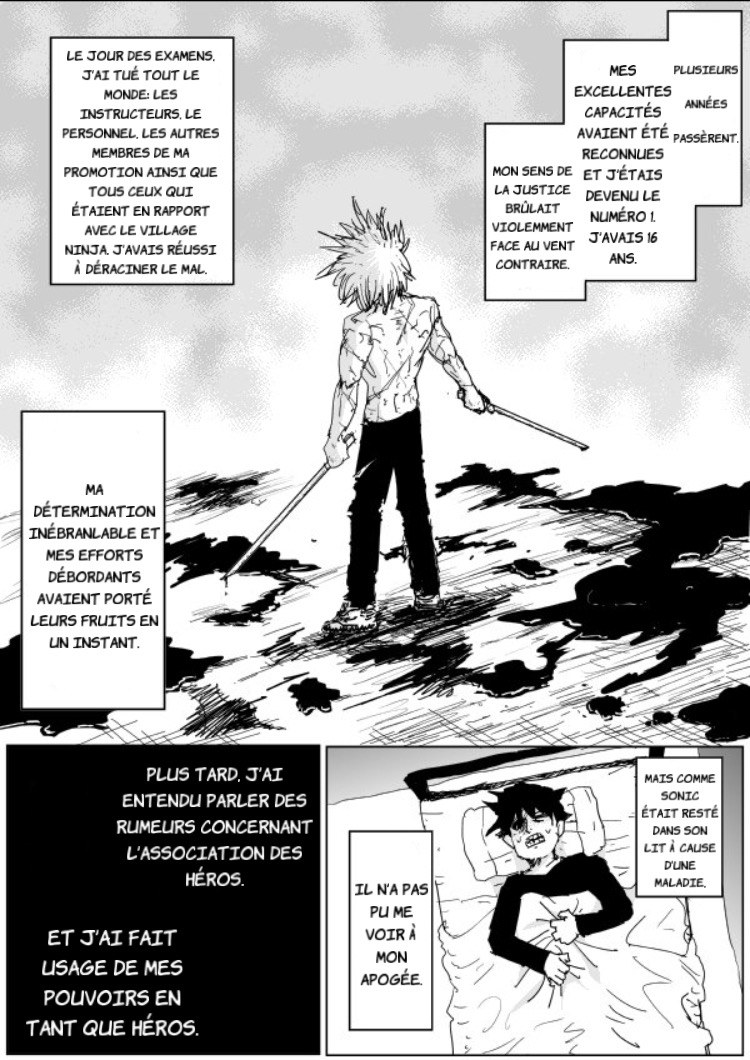 PLUSIEURS
ANNÉES
PASSÈRENT.
MES
EXCELLENTES
CAPACITÉS
AVAIENT ÉTÉ
RECONNUES
ET J'ÉTAIS
DEVENU LE
NUMÉRO 1.
J'AVAIS 16
ANS.
MON SENS DE
LA JUSTICE
BRÛLAIT
VIOLEMMENT
FACE AU VENT
CONTRAIRE.
LE JOUR DES EXAMENS,
J'AI TUÉ TOUT LE
MONDE: LES
INSTRUCTEURS, LE
PERSONNEL, LES AUTRES
MEMBRES DE MA
PROMOTION AINSI QUE
TOUS CEUX QUI
ÉTAIENT EN RAPPORT
AVEC LE VILLAGE
NINJA. J'AVAIS RÉUSSI
À DÉRACINER LE MAL.
MA
DÉTERMINATION
INÉBRANLABLE ET
MES EFFORTS
DÉBORDANTS
AVAIENT PORTÉ
LEURS FRUITS EN
UN INSTANT.
MAIS COMME
SONIC
ÉTAIT RESTÉ
DANS SON
LIT À CAUSE
D'UNE
MALADIE,
IL N'A PAS
PU ME
VOIR À
MON
APOGÉE.
PLUS TARD, J'AI
ENTENDU PARLER DES
RUMEURS CONCERNANT
L'ASSOCIATION DES
HÉROS.
ET J'AI FAIT
USAGE DE MES
POUVOIRS EN
TANT QUE HÉROS.